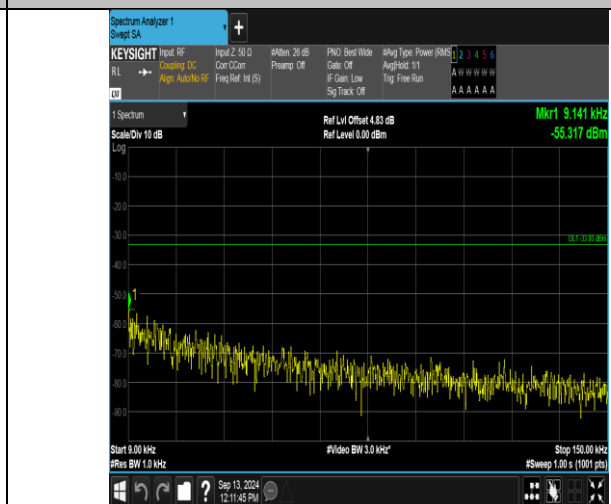 Spectrum Analyzer 1
Swept SA
+
KEYSIGHT Input: RF Input Z: 50 Ω #Atten: 26 dB PNO: Best Wide #Avg Type: Power (RMS 1 2 3 4 5 6
RL Coupling: DC Corr CCorr Preamp: Off Gate: Off Avg|Hold: 1/1 A W W W W W
Align: Auto/No RF Freq Ref: Int (S) IF Gain: Low Trig: Free Run
LXI Sig Track: Off A A A A A A
1 Spectrum Ref Lvl Offset 4.83 dB Mkr1 9.141 kHz
Scale/Div 10 dB Ref Level 0.00 dBm -55.317 dBm
Log
-10.0
-20.0
-30.0
DL1 -33.00 dBm
-40.0
-50.0
1
-60.0
-70.0
-80.0
-90.0
Start 9.00 kHz #Video BW 3.0 kHz* Stop 150.00 kHz
#Res BW 1.0 kHz #Sweep 1.00 s (1001 pts)
? Sep 13, 2024
12:11:45 PM